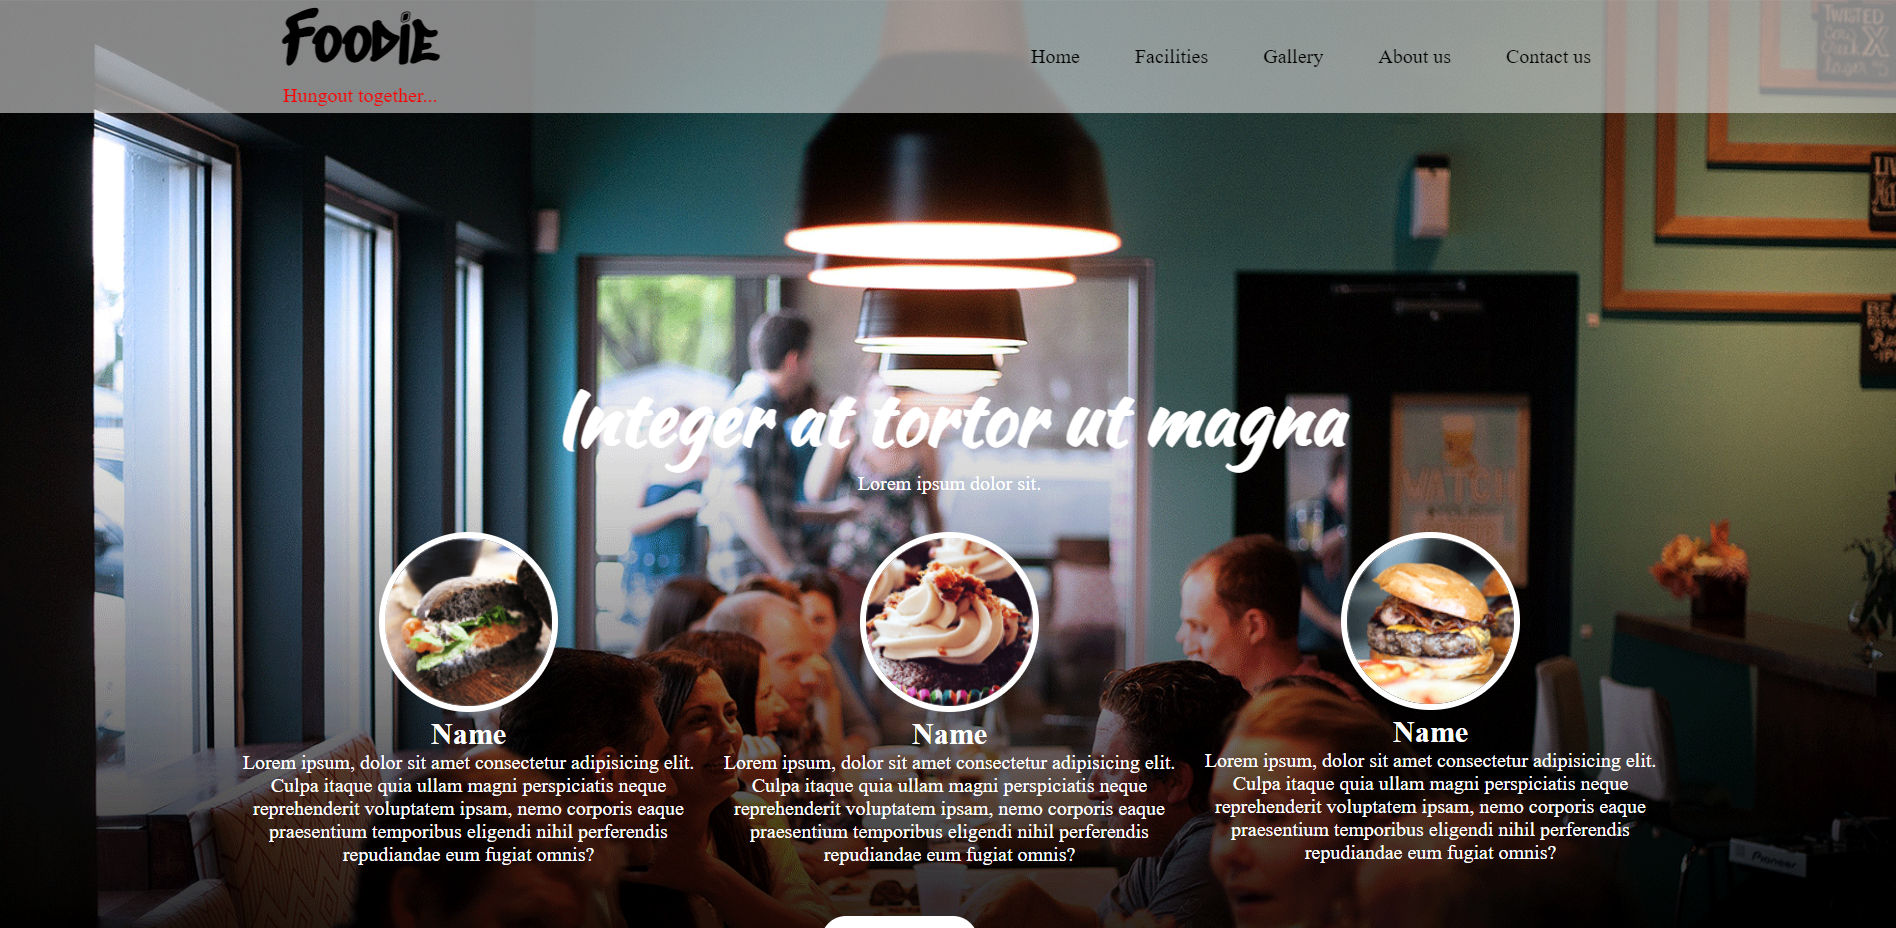 FOODIE
Hungout together...
Home Facilities Gallery About us Contact us
TWISTED
X
Integer at tortor ut magna
Lorem ipsum dolor sit.
WATCH
Name
Lorem ipsum, dolor sit amet consectetur adipisicing elit.
Culpa itaque quia ullam magni perspiciatis neque
reprehenderit voluptatem ipsam, nemo corporis eaque
praesentium temporibus eligendi nihil perferendis
repudiandae eum fugiat omnis?
Name
Lorem ipsum, dolor sit amet consectetur adipisicing elit.
Culpa itaque quia ullam magni perspiciatis neque
reprehenderit voluptatem ipsam, nemo corporis eaque
praesentium temporibus eligendi nihil perferendis
repudiandae eum fugiat omnis?
Name
Lorem ipsum, dolor sit amet consectetur adipisicing elit.
Culpa itaque quia ullam magni perspiciatis neque
reprehenderit voluptatem ipsam, nemo corporis eaque
praesentium temporibus eligendi nihil perferendis
repudiandae eum fugiat omnis?
Pioneer